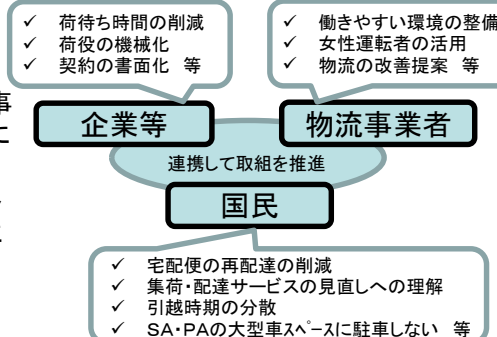 ✓ 荷待ち時間の削減
✓ 荷役の機械化
✓ 契約の書面化 等
✓ 働きやすい環境の整備
✓ 女性運転者の活用
✓ 物流の改善提案 等
事
に
企業等
物流事業者
連携して取組を推進
国民
✓ 宅配便の再配達の削減
✓ 集荷・配達サービスの見直しへの理解
✓ 引越時期の分散
✓ SA・PAの大型車ｽﾍﾟｰｽに駐車しない 等